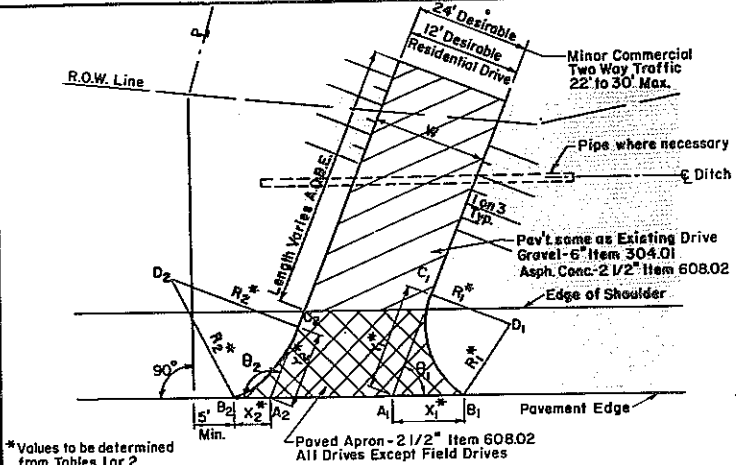 24' Desirable
12' Desirable
Residential Drive
Minor Commercial
Two Way Traffic
22' to 30' Max.
P
R.O.W. Line
W
Pipe where necessary
℄ Ditch
Length Varies A.O.B.E.
1 on 3
Typ.
Pav't. same as Existing Drive
Gravel-6" Item 304.01
Asph. Conc.-2 1/2" Item 608.02
Edge of Shoulder
D2
R2*
C2
C1
R1*
D1
R2*
θ2
θ1
R1*
90°
5'
Min.
B2
X2*
A2
A1
X1*
B1
Pavement Edge
Paved Apron-2 1/2" Item 608.02
All Drives Except Field Drives
*Values to be determined
from Tables 1 or 2